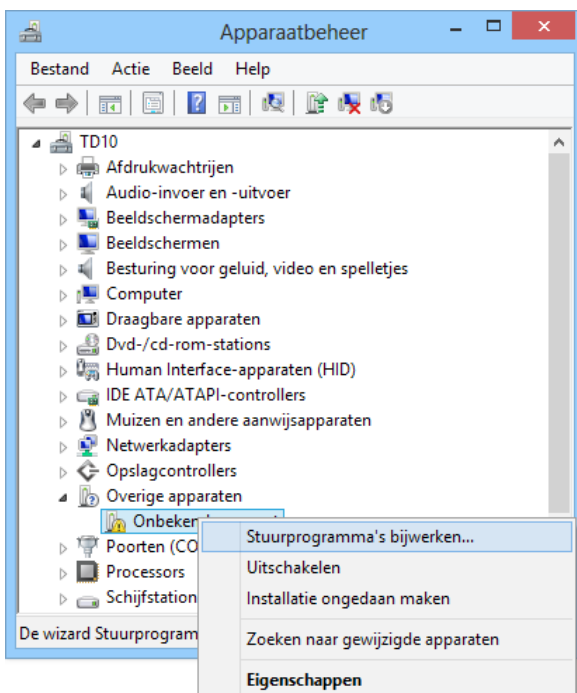 Apparaatbeheer
Bestand Actie Beeld Help
TD10
Afdrukwachtrijen
Audio-invoer en -uitvoer
Beeldschermadapters
Beeldschermen
Besturing voor geluid, video en spelletjes
Computer
Draagbare apparaten
Dvd-/cd-rom-stations
Human Interface-apparaten (HID)
IDE ATA/ATAPI-controllers
Muizen en andere aanwijsapparaten
Netwerkadapters
Opslagcontrollers
Overige apparaten
Poorten (CO
Processors
Schijfstation
De wizard Stuurprogram
Stuurprogramma's bijwerken...
Uitschakelen
Installatie ongedaan maken
Zoeken naar gewijzigde apparaten
Eigenschappen